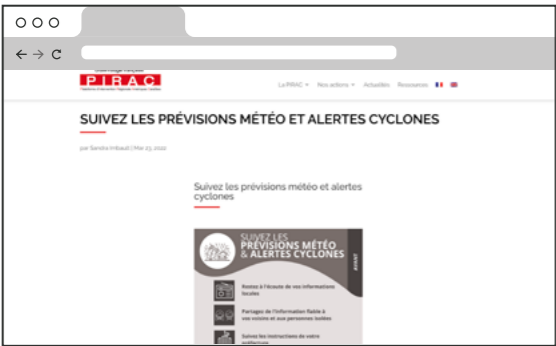 PIRAC
La PIRAC Nos actions Actualités Ressources
SUIVEZ LES PRÉVISIONS MÉTÉO ET ALERTES CYCLONES
par Sandra Irribault | Mar 23, 2022
Suivez les prévisions météo et alertes
cyclones
SUIVEZ LES
PRÉVISIONS MÉTÉO
& ALERTES CYCLONES
AVANT
Restez à l'écoute de vos informations
locales
Partagez de l'information fiable à
vos voisins et aux personnes isolées
Suivez les instructions de votre
préfecture